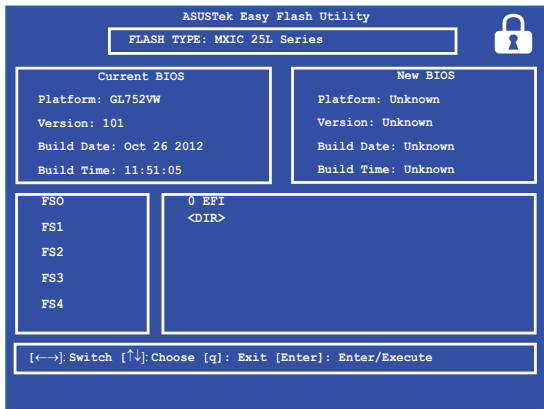 ASUSTek Easy Flash Utility
FLASH TYPE: MXIC 25L Series
Current BIOS
Platform: GL752VW
Version: 101
Build Date: Oct 26 2012
Build Time: 11:51:05
New BIOS
Platform: Unknown
Version: Unknown
Build Date: Unknown
Build Time: Unknown
FSO
FS1
FS2
FS3
FS4
0 EFI
<DIR>
[←→]: Switch [↑↓]: Choose [q]: Exit [Enter]: Enter/Execute